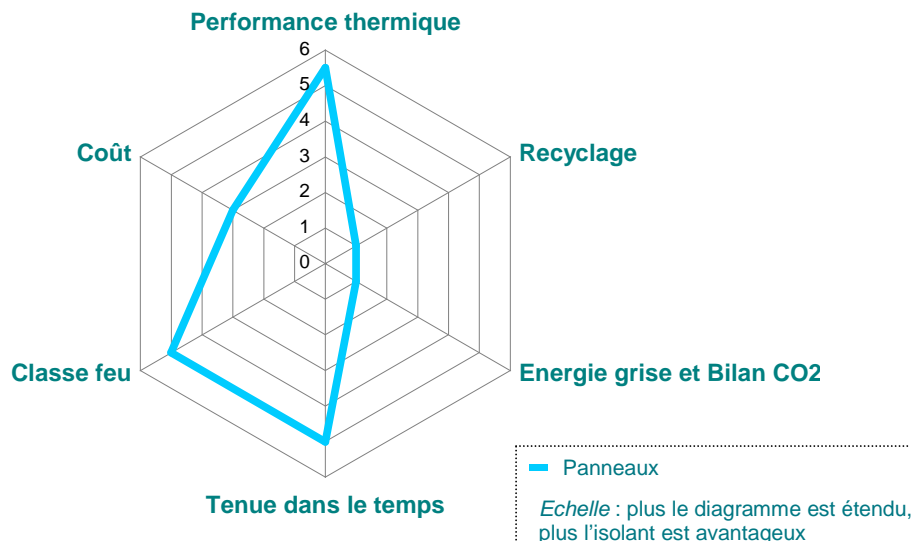 Performance thermique
6
5
4
3
2
1
0
Coût
Recyclage
Classe feu
Energie grise et Bilan CO2
Tenue dans le temps
Panneaux
Echelle : plus le diagramme est étendu,
plus l'isolant est avantageux